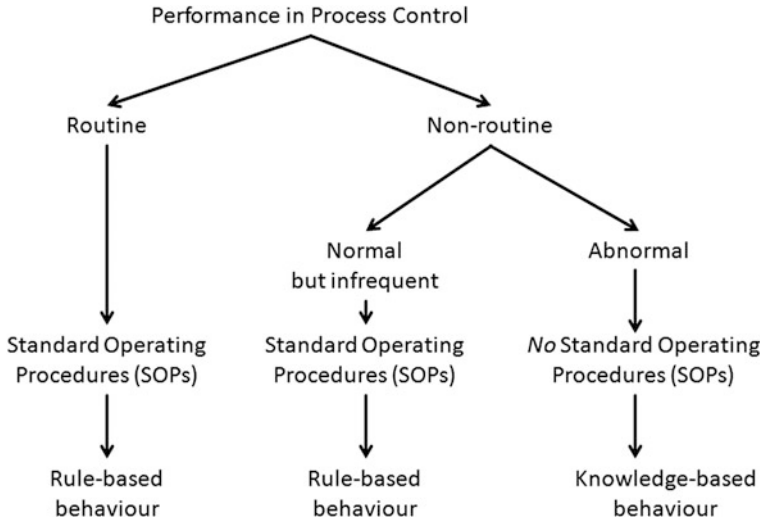 Performance in Process Control
Routine
Non-routine
Normal
but infrequent
Abnormal
Standard Operating
Procedures (SOPs)
Standard Operating
Procedures (SOPs)
No Standard Operating
Procedures (SOPs)
Rule-based
behaviour
Rule-based
behaviour
Knowledge-based
behaviour